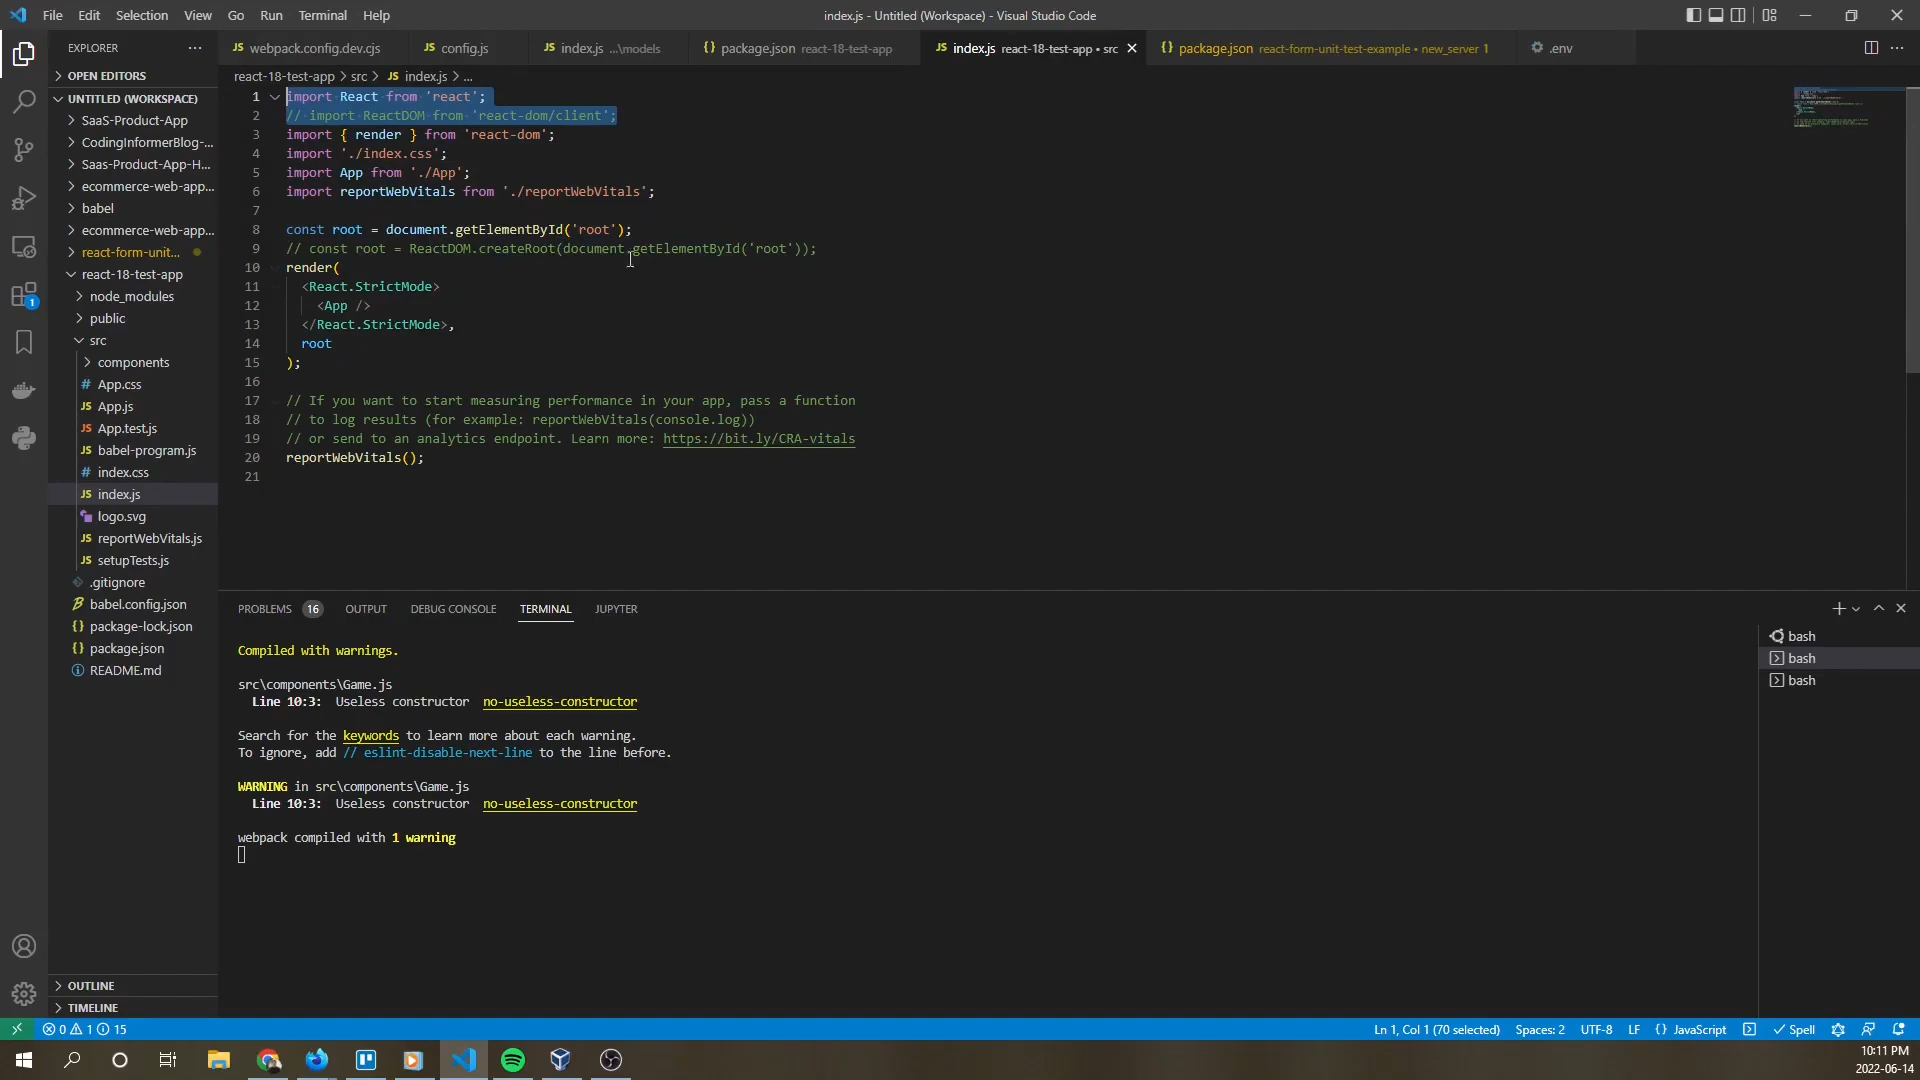 File Edit Selection View Go Run Terminal Help
index.js - Untitled (Workspace) - Visual Studio Code
EXPLORER
JS webpack.config.dev.cjs
JS config.js
JS index.js ...\models
{} package.json react-18-test-app
JS index.js react-18-test-app • src
{} package.json react-form-unit-test-example • new_server 1
.env
OPEN EDITORS
UNTITLED (WORKSPACE)
SaaS-Product-App
CodingInformerBlog-...
Saas-Product-App-H...
ecommerce-web-app...
babel
ecommerce-web-app...
react-form-unit...
react-18-test-app
node_modules
public
src
components
# App.css
JS App.js
JS App.test.js
JS babel-program.js
# index.css
JS index.js
logo.svg
JS reportWebVitals.js
JS setupTests.js
.gitignore
babel.config.json
{} package-lock.json
{} package.json
README.md
OUTLINE
TIMELINE
1
react-18-test-app > src > JS index.js > ...
1 import React from 'react';
2 // import ReactDOM from 'react-dom/client';
3 import { render } from 'react-dom';
4 import './index.css';
5 import App from './App';
6 import reportWebVitals from './reportWebVitals';
7
8 const root = document.getElementById('root');
9 // const root = ReactDOM.createRoot(document.getElementById('root'));
10 render(
11 <React.StrictMode>
12 <App />
13 </React.StrictMode>,
14 root
15 );
16
17 // If you want to start measuring performance in your app, pass a function
18 // to log results (for example: reportWebVitals(console.log))
19 // or send to an analytics endpoint. Learn more: https://bit.ly/CRA-vitals
20 reportWebVitals();
21
PROBLEMS 16 OUTPUT DEBUG CONSOLE TERMINAL JUPYTER
Compiled with warnings.
src\components\Game.js
Line 10:3: Useless constructor no-useless-constructor
Search for the keywords to learn more about each warning.
To ignore, add // eslint-disable-next-line to the line before.
WARNING in src\components\Game.js
Line 10:3: Useless constructor no-useless-constructor
webpack compiled with 1 warning
bash
bash
bash
0 1 15
Ln 1, Col 1 (70 selected) Spaces: 2 UTF-8 LF {} JavaScript Spell
10:11 PM
2022-06-14